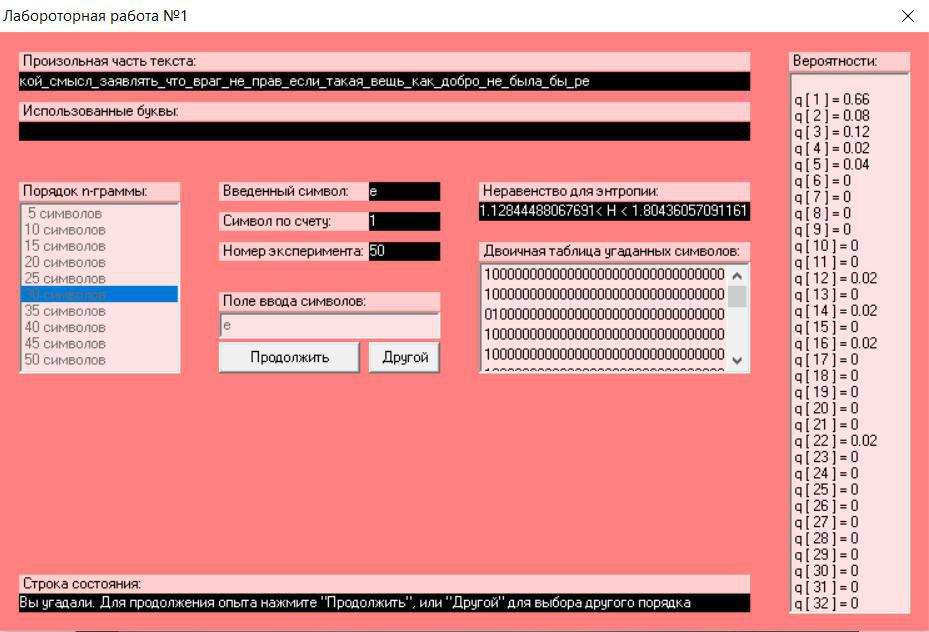 Лабороторная работа №1
Произольная часть текста:
кой_смысл_заявлять_что_враг_не_прав_если_такая_вещь_как_добро_не_была_бы_ре
Использованные буквы:
Порядок n-граммы:
5 символов
10 символов
15 символов
20 символов
25 символов
30 символов
35 символов
40 символов
45 символов
50 символов
Введенный символ: е
Символ по счету: 1
Номер эксперимента: 50
Поле ввода символов:
е
Продолжить
Другой
Неравенство для энтропии:
1.12844488067691< H < 1.80436057091161
Двоичная таблица угаданных символов:
10000000000000000000000000000000
10000000000000000000000000000000
01000000000000000000000000000000
10000000000000000000000000000000
10000000000000000000000000000000
Вероятности:
q [ 1 ] = 0.66
q [ 2 ] = 0.08
q [ 3 ] = 0.12
q [ 4 ] = 0.02
q [ 5 ] = 0.04
q [ 6 ] = 0
q [ 7 ] = 0
q [ 8 ] = 0
q [ 9 ] = 0
q [ 10 ] = 0
q [ 11 ] = 0
q [ 12 ] = 0.02
q [ 13 ] = 0
q [ 14 ] = 0.02
q [ 15 ] = 0
q [ 16 ] = 0.02
q [ 17 ] = 0
q [ 18 ] = 0
q [ 19 ] = 0
q [ 20 ] = 0
q [ 21 ] = 0
q [ 22 ] = 0.02
q [ 23 ] = 0
q [ 24 ] = 0
q [ 25 ] = 0
q [ 26 ] = 0
q [ 27 ] = 0
q [ 28 ] = 0
q [ 29 ] = 0
q [ 30 ] = 0
q [ 31 ] = 0
q [ 32 ] = 0
Строка состояния:
Вы угадали. Для продолжения опыта нажмите "Продолжить", или "Другой" для выбора другого порядка